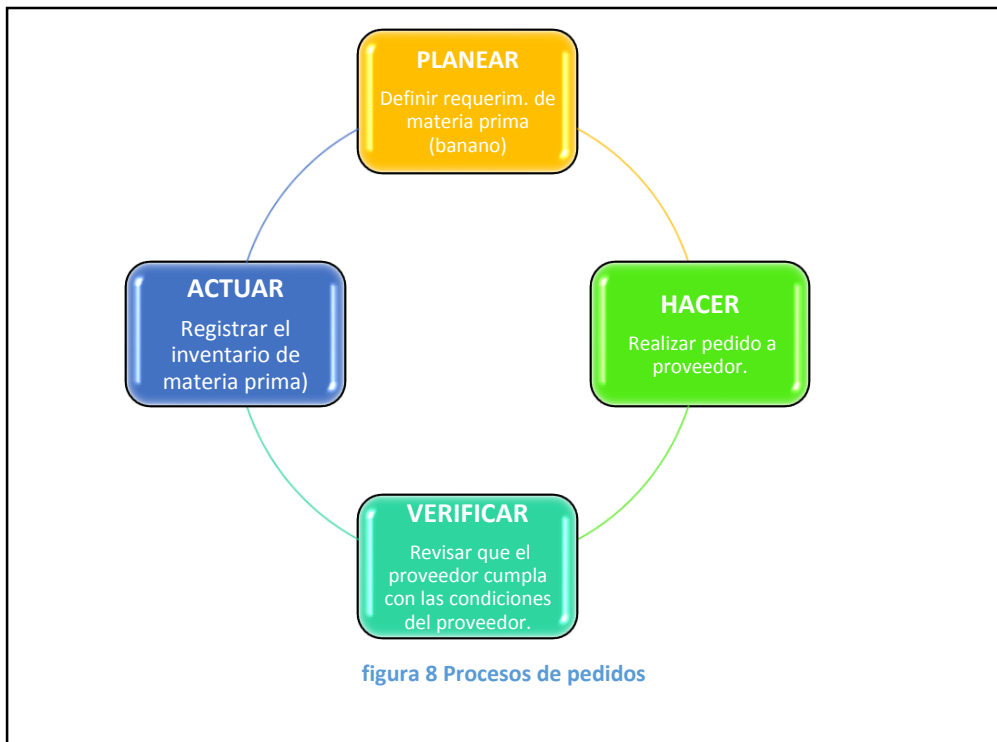 PLANEAR
Definir requerim. de
materia prima
(banano)
HACER
Realizar pedido a
proveedor.
VERIFICAR
Revisar que el
proveedor cumpla
con las condiciones
del proveedor.
ACTUAR
Registrar el
inventario de
materia prima)
figura 8 Procesos de pedidos